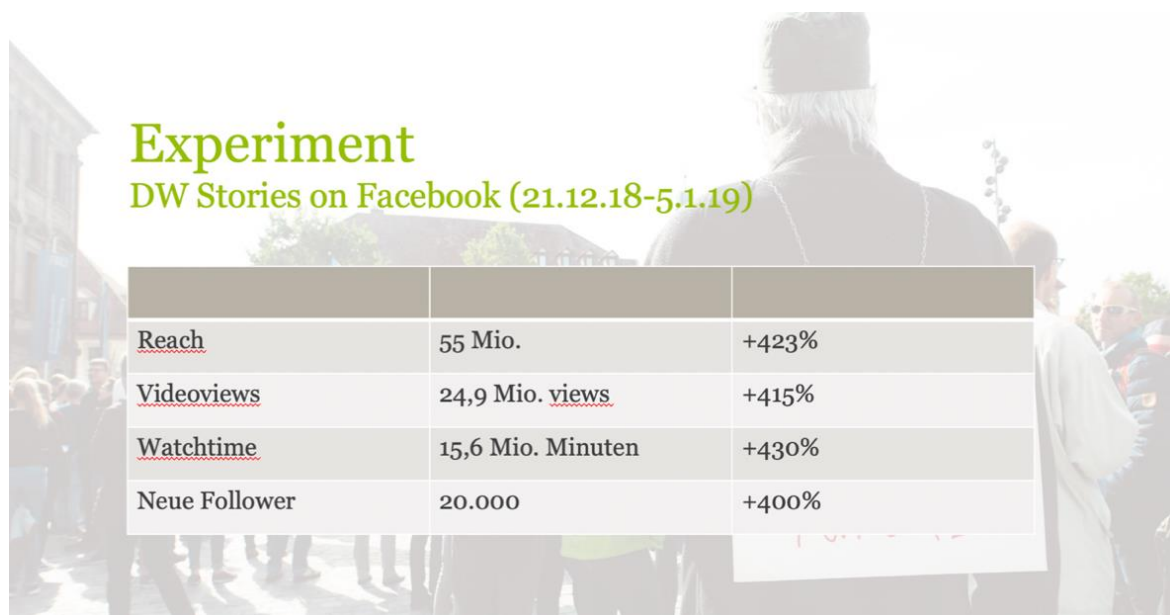 Experiment
DW Stories on Facebook (21.12.18-5.1.19)
Reach 55 Mio. +423%
Videoviews 24,9 Mio. views +415%
Watchtime 15,6 Mio. Minuten +430%
Neue Follower 20.000 +400%